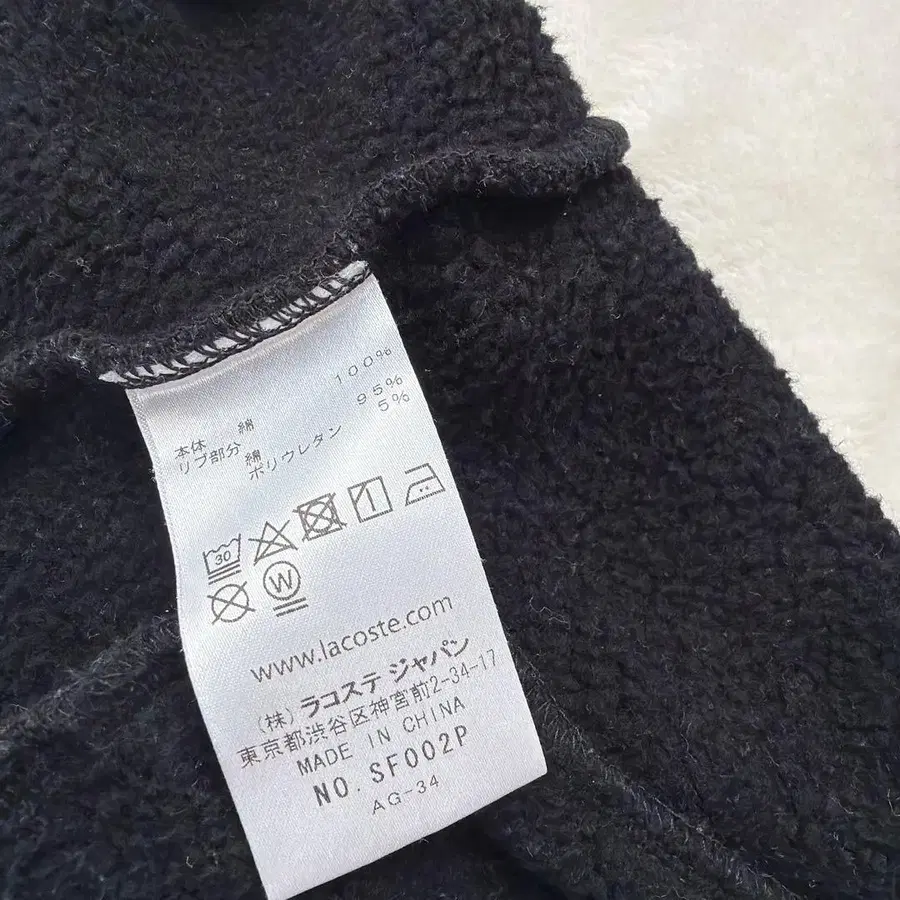 本体 綿 100%
リブ部分 綿 95%
ポリウレタン 5%
30
W
www.lacoste.com
(株) ラコステ ジャパン
東京都渋谷区神宮前2-34-17
MADE IN CHINA
NO. SF002P
AG-34